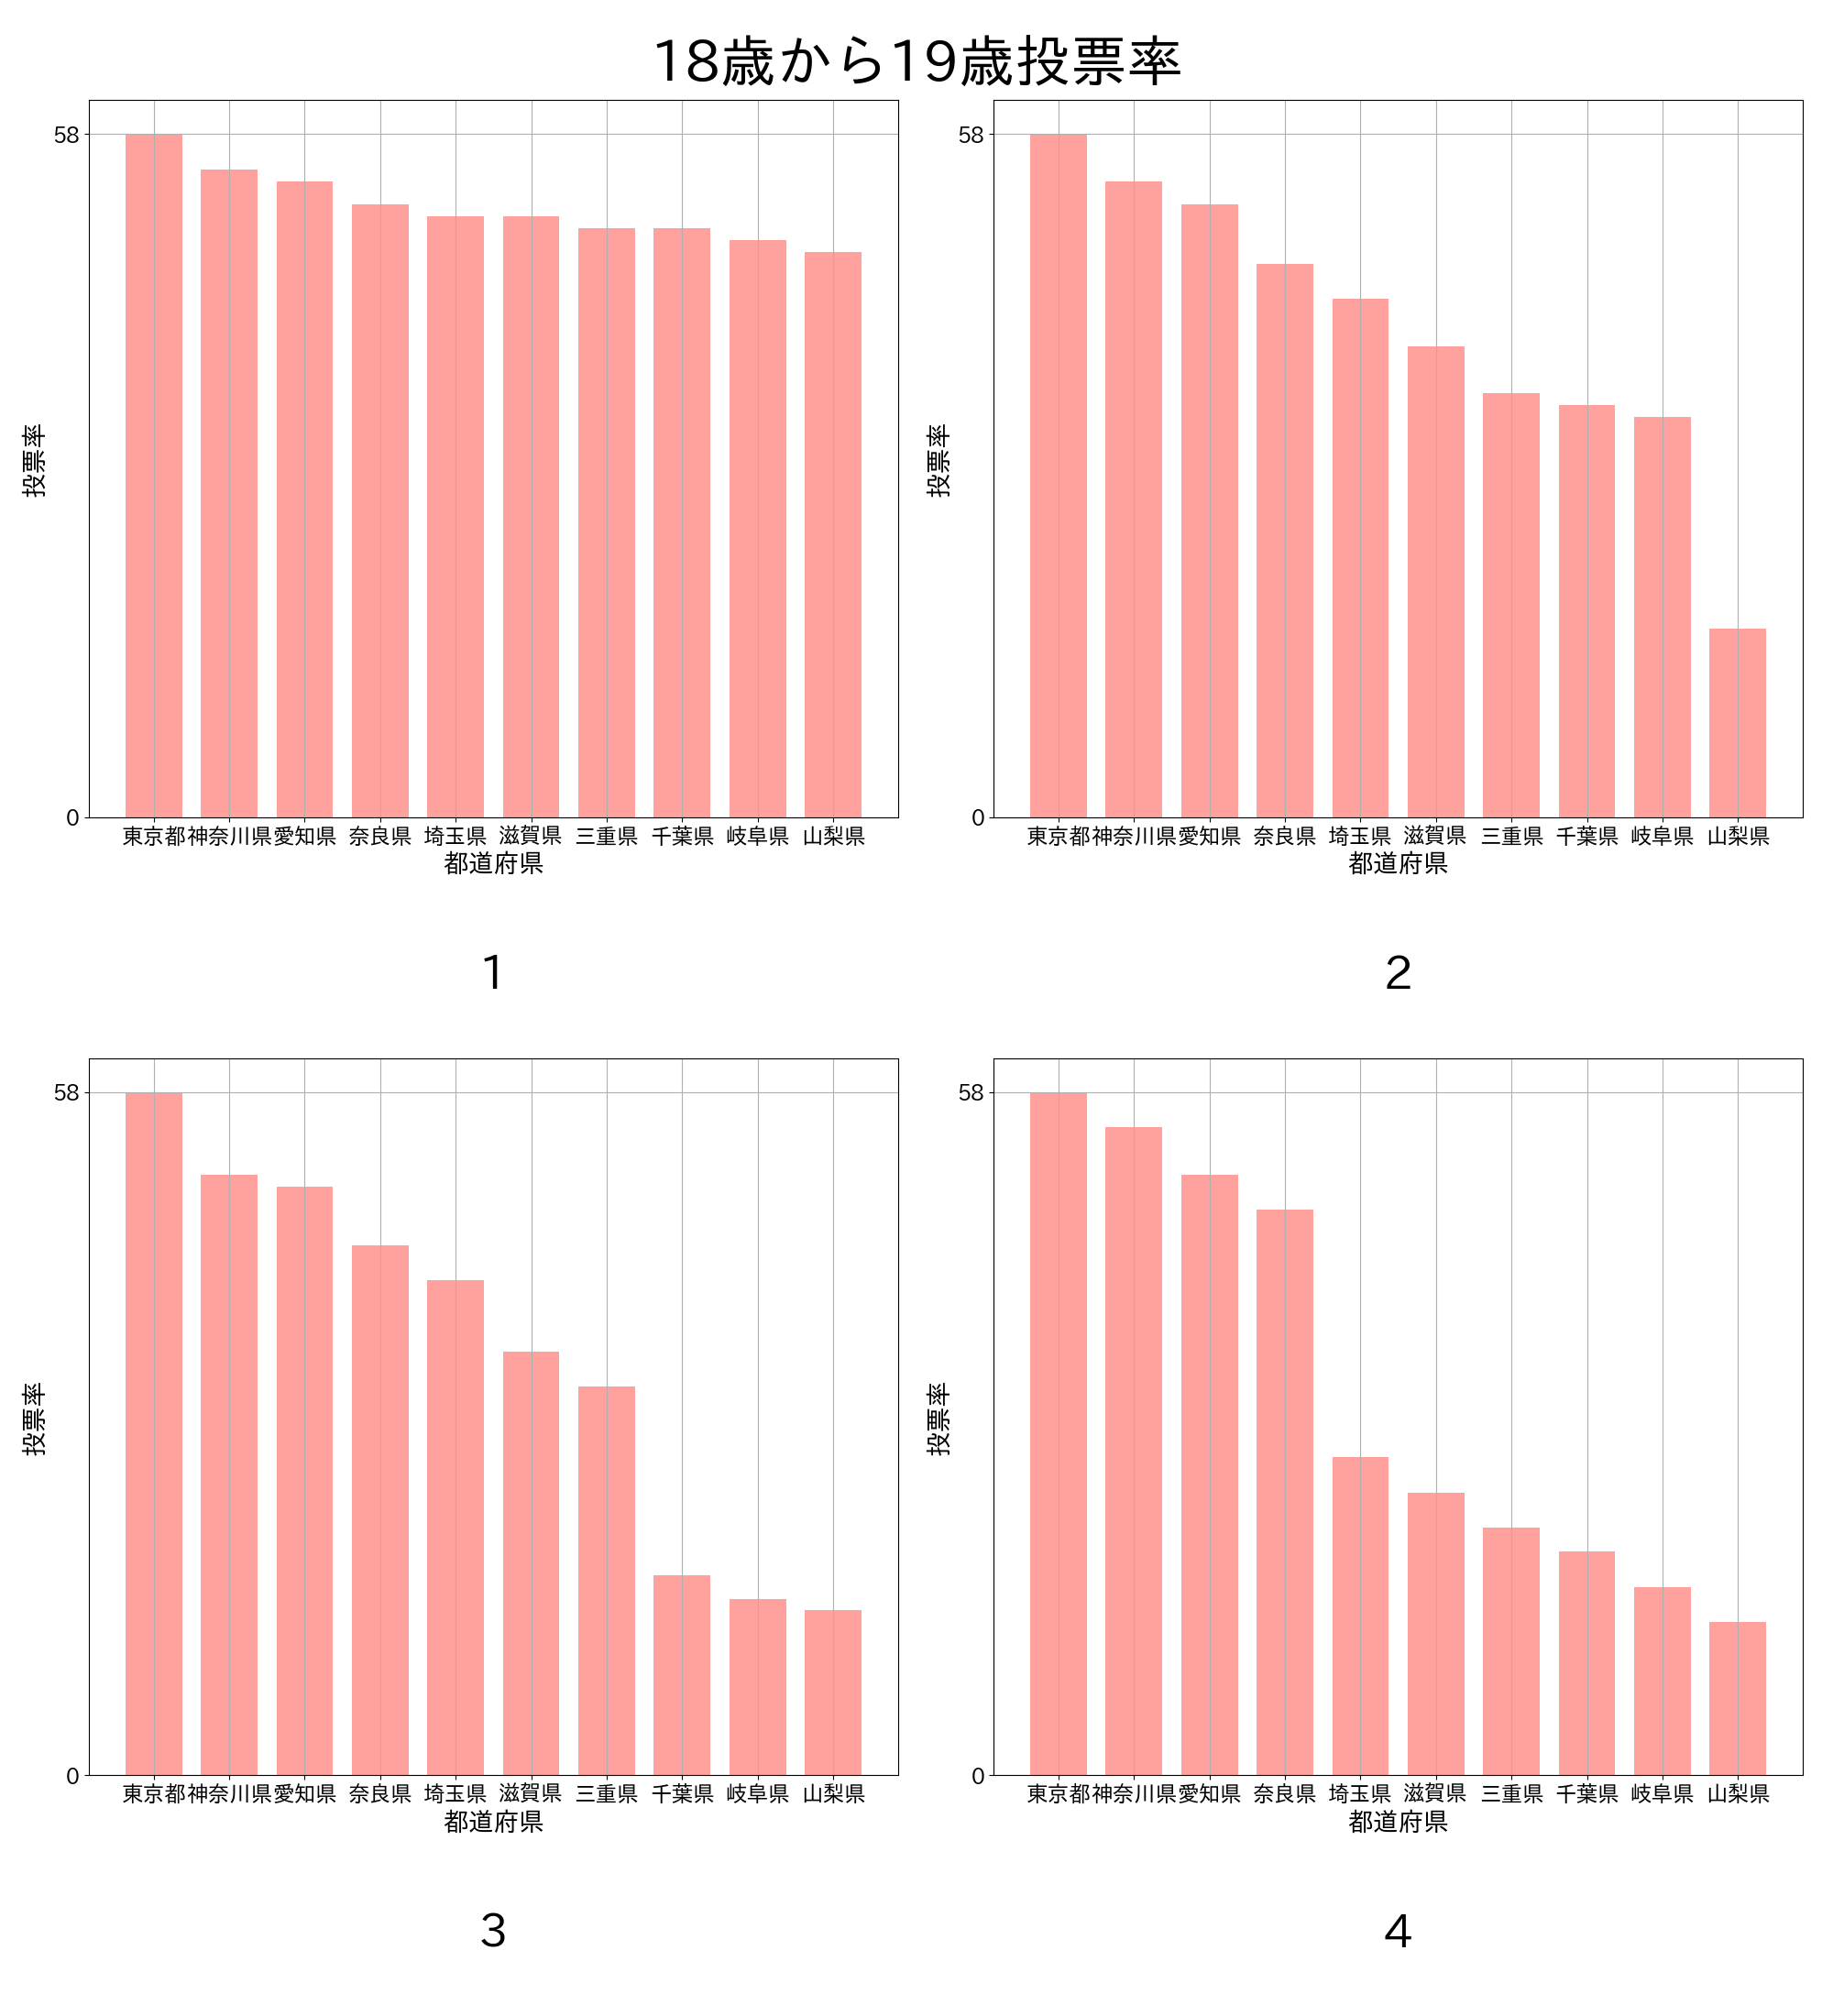 18歳から19歳投票率
58
0
投票率
東京都 神奈川県 愛知県 奈良県 埼玉県 滋賀県 三重県 千葉県 岐阜県 山梨県
都道府県
1
58
0
投票率
東京都 神奈川県 愛知県 奈良県 埼玉県 滋賀県 三重県 千葉県 岐阜県 山梨県
都道府県
2
58
0
投票率
東京都 神奈川県 愛知県 奈良県 埼玉県 滋賀県 三重県 千葉県 岐阜県 山梨県
都道府県
3
58
0
投票率
東京都 神奈川県 愛知県 奈良県 埼玉県 滋賀県 三重県 千葉県 岐阜県 山梨県
都道府県
4